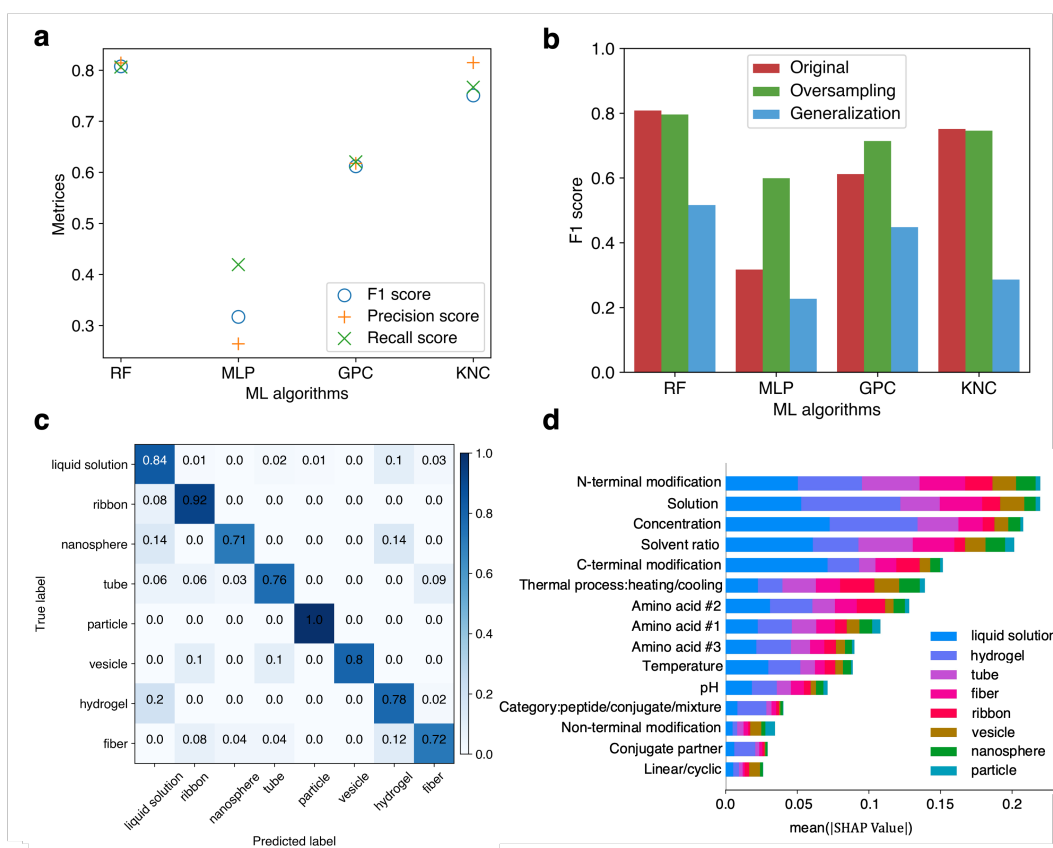 a
0.8
0.7
0.6
0.5
0.4
0.3
Metrices
F1 score
Precision score
Recall score
RF MLP GPC KNC
ML algorithms
b
1.0
0.8
0.6
0.4
0.2
0.0
F1 score
Original
Oversampling
Generalization
RF MLP GPC KNC
ML algorithms
c
True label
liquid solution 0.84 0.01 0.0 0.02 0.01 0.0 0.1 0.03
ribbon 0.08 0.92 0.0 0.0 0.0 0.0 0.0 0.0
nanosphere 0.14 0.0 0.71 0.0 0.0 0.0 0.14 0.0
tube 0.06 0.06 0.03 0.76 0.0 0.0 0.0 0.09
particle 0.0 0.0 0.0 0.0 1.0 0.0 0.0 0.0
vesicle 0.0 0.1 0.0 0.1 0.0 0.8 0.0 0.0
hydrogel 0.2 0.0 0.0 0.0 0.0 0.0 0.78 0.02
fiber 0.0 0.08 0.04 0.04 0.0 0.0 0.12 0.72
liquid solution ribbon nanosphere tube particle vesicle hydrogel fiber
Predicted label
1.0
0.8
0.6
0.4
0.2
0.0
d
N-terminal modification
Solution
Concentration
Solvent ratio
C-terminal modification
Thermal process:heating/cooling
Amino acid #2
Amino acid #1
Amino acid #3
Temperature
pH
Category:peptide/conjugate/mixture
Non-terminal modification
Conjugate partner
Linear/cyclic
liquid solution
hydrogel
tube
fiber
ribbon
vesicle
nanosphere
particle
0.0 0.05 0.1 0.15 0.2
mean(|SHAP Value|)